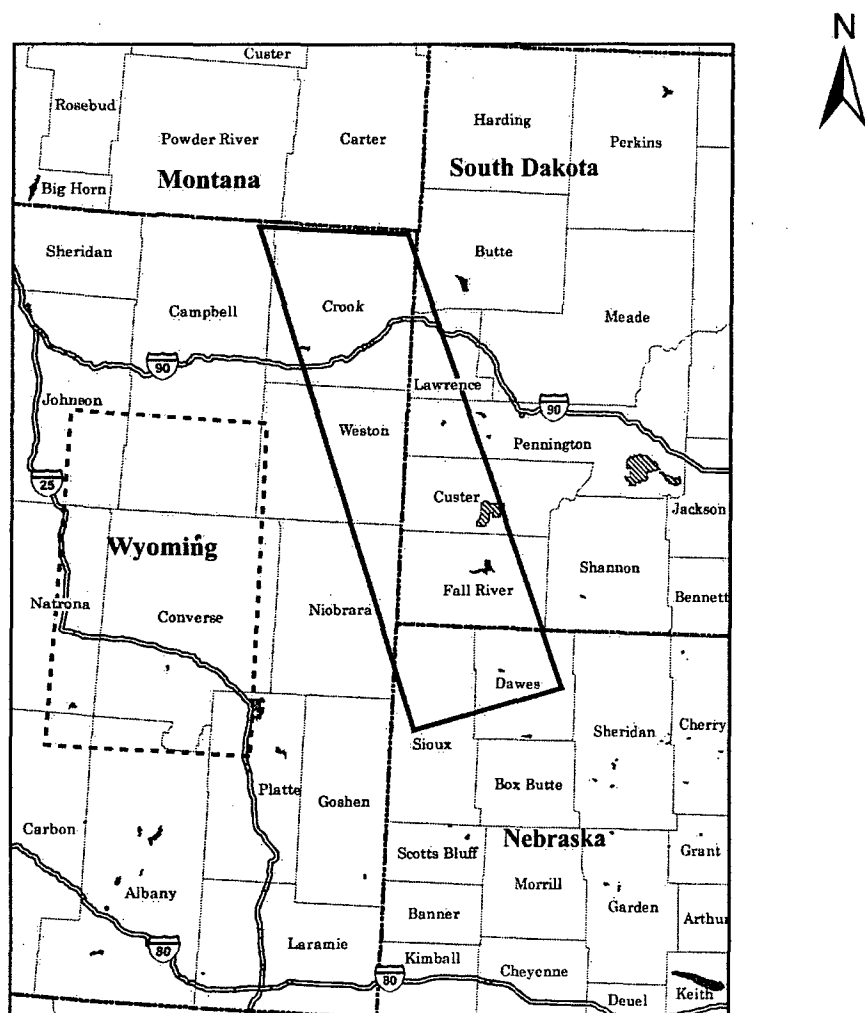 N
Custer
Rosebud
Powder River
Carter
Harding
Perkins
Montana
South Dakota
Big Horn
Sheridan
Butte
Campbell
Crook
Meade
90
Lawrence
Johnson
90
Weston
Pennington
25
Custer
Jackson
Wyoming
Shannon
Fall River
Bennett
Natrona
Converse
Niobrara
Dawes
Sheridan
Cherry
Sioux
Box Butte
Platte
Goshen
Carbon
Scotts Bluff
Nebraska
Grant
Morrill
Albany
Garden
Banner
Arthur
Laramie
80
Kimball
80
Cheyenne
Deuel
Keith